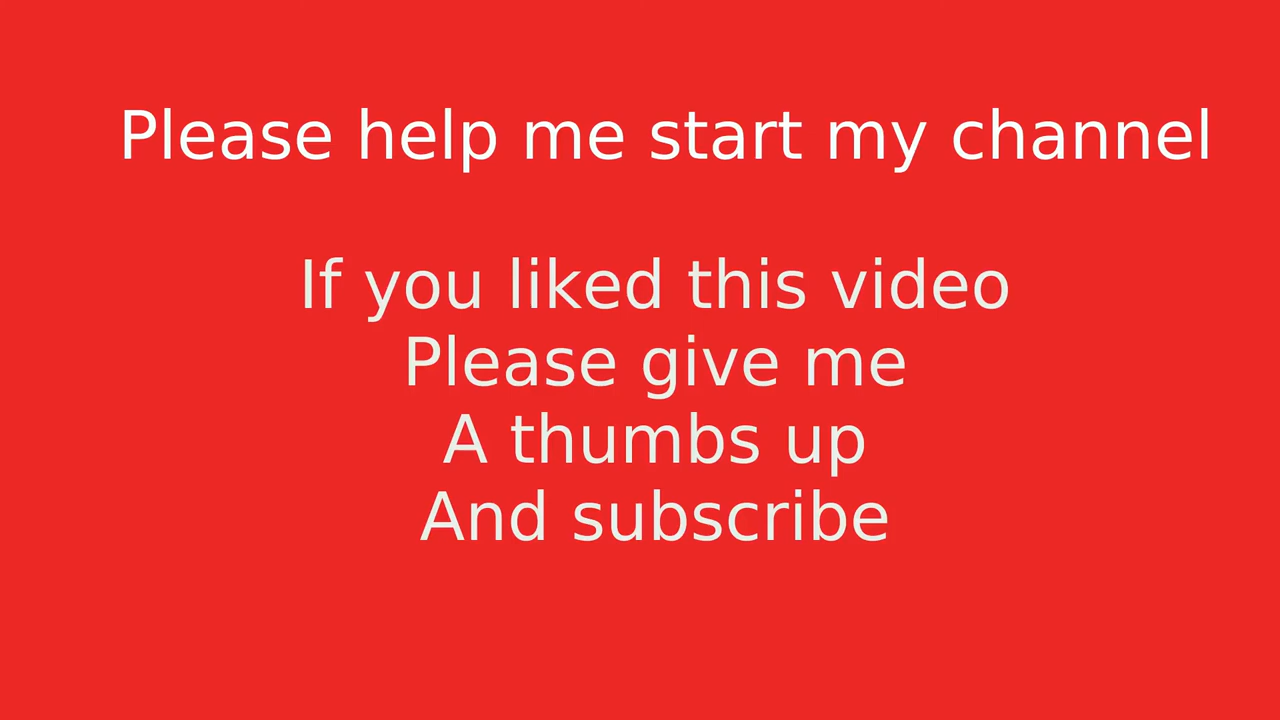 Please help me start my channel
If you liked this video
Please give me
A thumbs up
And subscribe